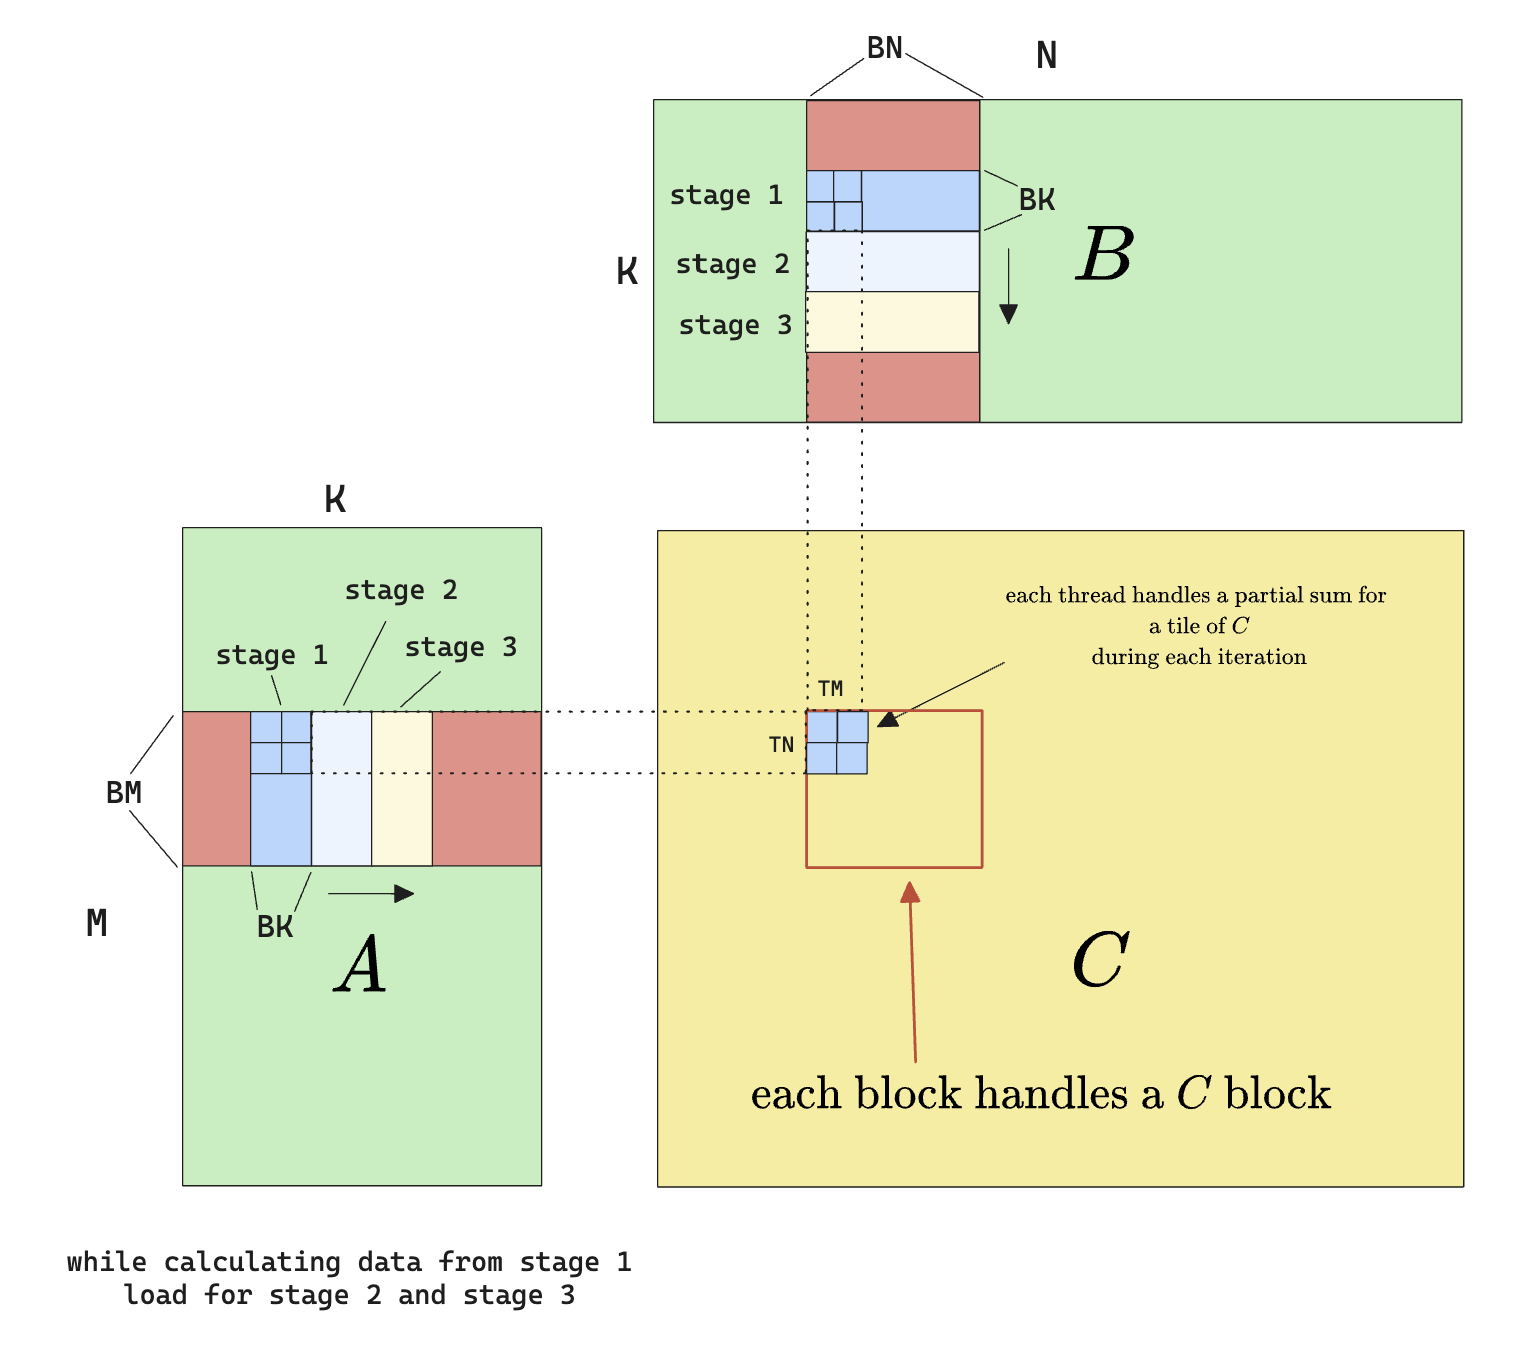 BN
N
stage 1
BK
B
stage 2
K
stage 3
K
stage 2
stage 3
stage 1
each thread handles a partial sum for
a tile of C
during each iteration
TM
TN
BM
BK
M
A
C
each block handles a C block
while calculating data from stage 1
load for stage 2 and stage 3